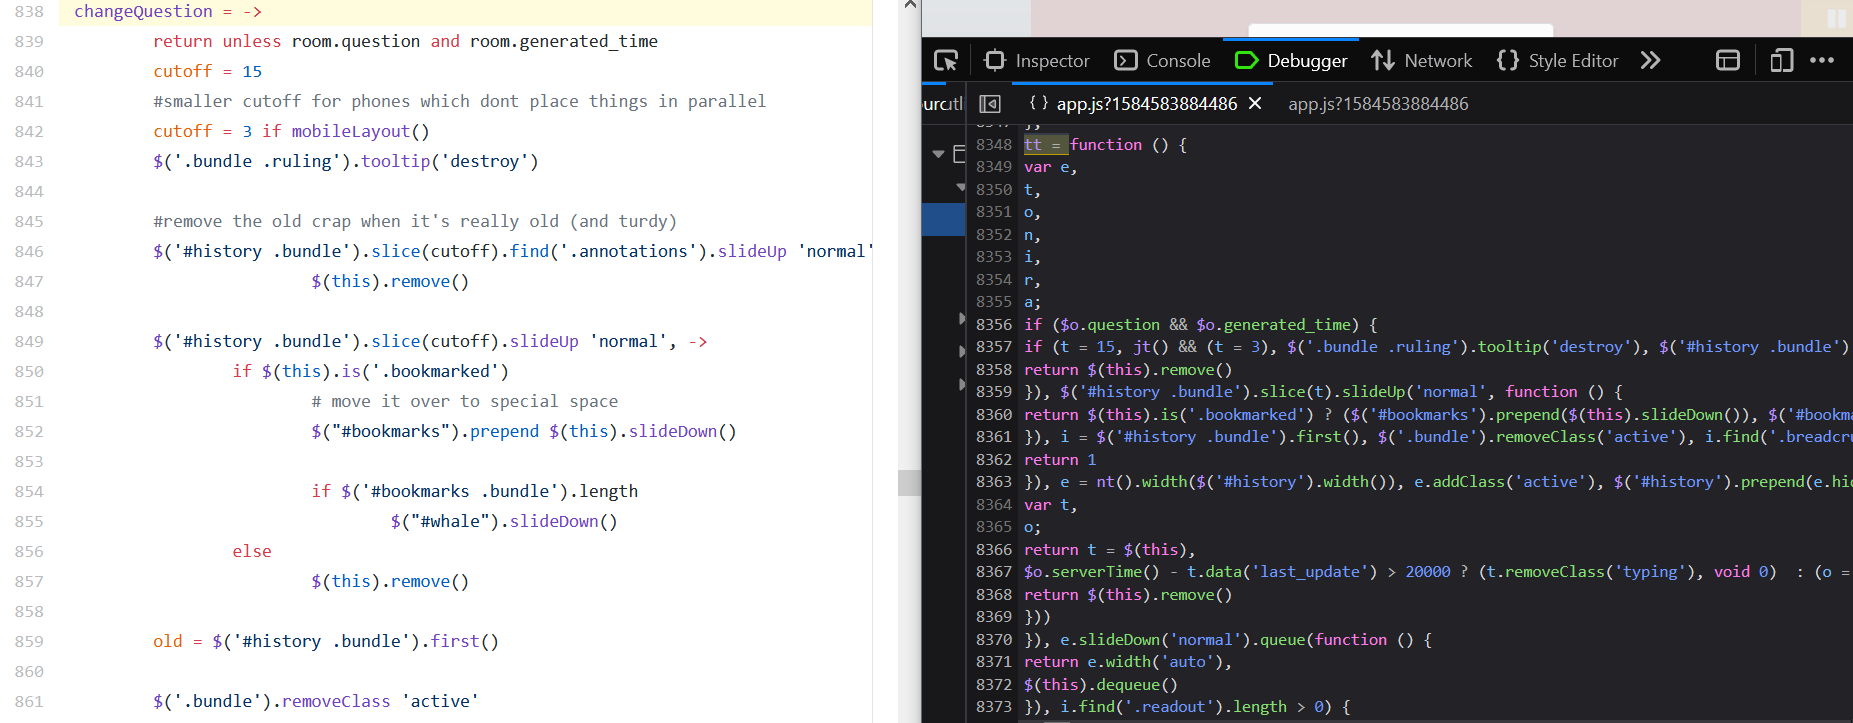 838 changeQuestion = ->
839 return unless room.question and room.generated_time
840 cutoff = 15
841 #smaller cutoff for phones which dont place things in parallel
842 cutoff = 3 if mobileLayout()
843 $('.bundle .ruling').tooltip('destroy')
844
845 #remove the old crap when it's really old (and turdy)
846 $('#history .bundle').slice(cutoff).find('.annotations').slideUp 'normal'
847 $(this).remove()
848
849 $('#history .bundle').slice(cutoff).slideUp 'normal', ->
850 if $(this).is('.bookmarked')
851 # move it over to special space
852 $("#bookmarks").prepend $(this).slideDown()
853
854 if $('#bookmarks .bundle').length
855 $("#whale").slideDown()
856 else
857 $(this).remove()
858
859 old = $('#history .bundle').first()
860
861 $('.bundle').removeClass 'active'
Inspector Console Debugger Network {} Style Editor
{} app.js?1584583884486 app.js?1584583884486
8348 tt = function () {
8349 var e,
8350 t,
8351 o,
8352 n,
8353 i,
8354 r,
8355 a;
8356 if ($o.question && $o.generated_time) {
8357 if (t = 15, jt() && (t = 3), $('.bundle .ruling').tooltip('destroy'), $('#history .bundle')
8358 return $(this).remove()
8359 }), $('#history .bundle').slice(t).slideUp('normal', function () {
8360 return $(this).is('.bookmarked') ? ($('#bookmarks').prepend($(this).slideDown()), $('#bookma
8361 }), i = $('#history .bundle').first(), $('.bundle').removeClass('active'), i.find('.breadcru
8362 return 1
8363 }), e = nt().width($('#history').width()), e.addClass('active'), $('#history').prepend(e.hid
8364 var t,
8365 o;
8366 return t = $(this),
8367 $o.serverTime() - t.data('last_update') > 20000 ? (t.removeClass('typing'), void 0) : (o =
8368 return $(this).remove()
8369 }))
8370 }), e.slideDown('normal').queue(function () {
8371 return e.width('auto'),
8372 $(this).dequeue()
8373 }), i.find('.readout').length > 0) {